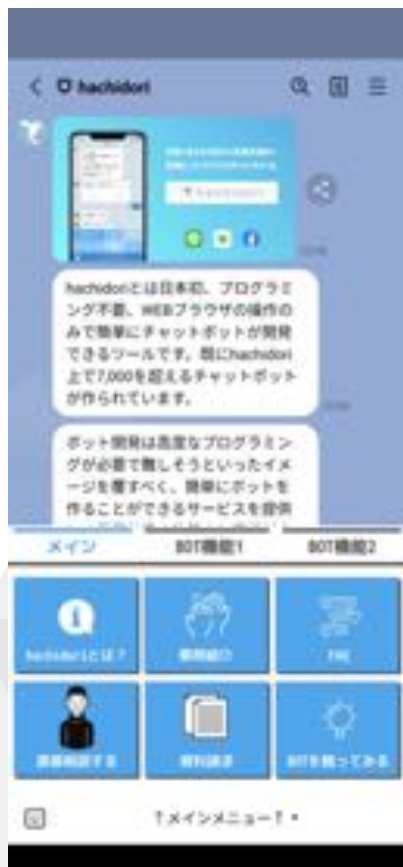 hachidori
hachidoriとは日本初、プログラミ
ング不要、WEBブラウザの操作の
みで簡単にチャットボットが開発
できるツールです。既にhachidori
上で7,000を超えるチャットボット
が作られています。
ボット開発は高度なプログラミン
グが必要で難しそうといったイメ
ージを覆すべく、簡単にボットを
作ることができるサービスを提供
メイン
BOT機能1
BOT機能2
hachidoriとは？
事例紹介
FAQ
直接相談する
資料請求
BOTを触ってみる
↑メインメニュー↑